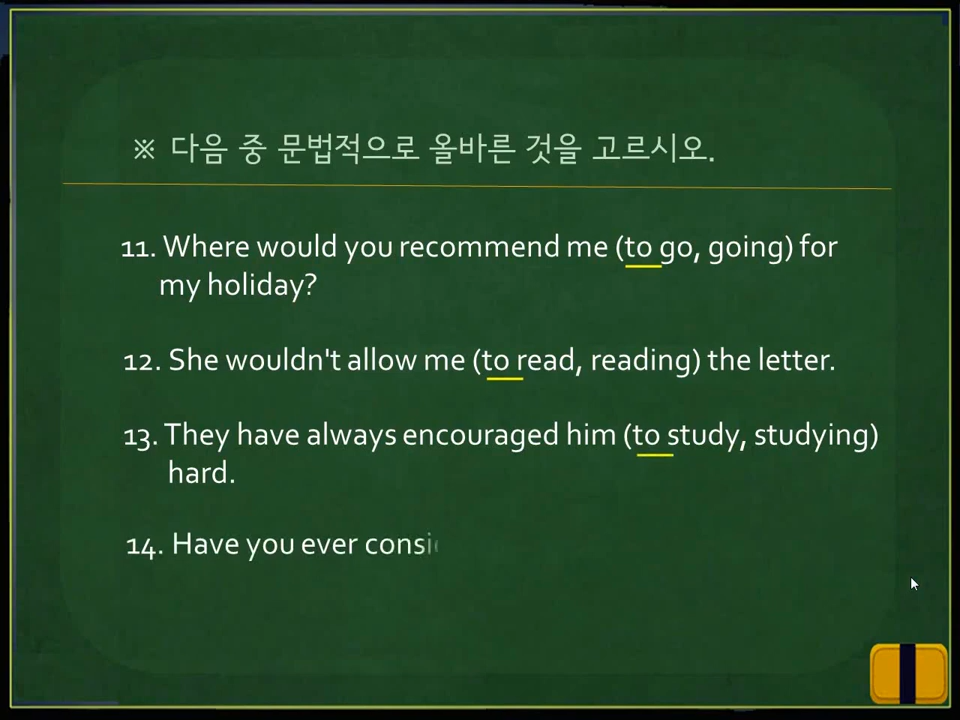 ※ 다음 중 문법적으로 올바른 것을 고르시오.
11. Where would you recommend me (to go, going) for
my holiday?
12. She wouldn't allow me (to read, reading) the letter.
13. They have always encouraged him (to study, studying)
hard.
14. Have you ever consi